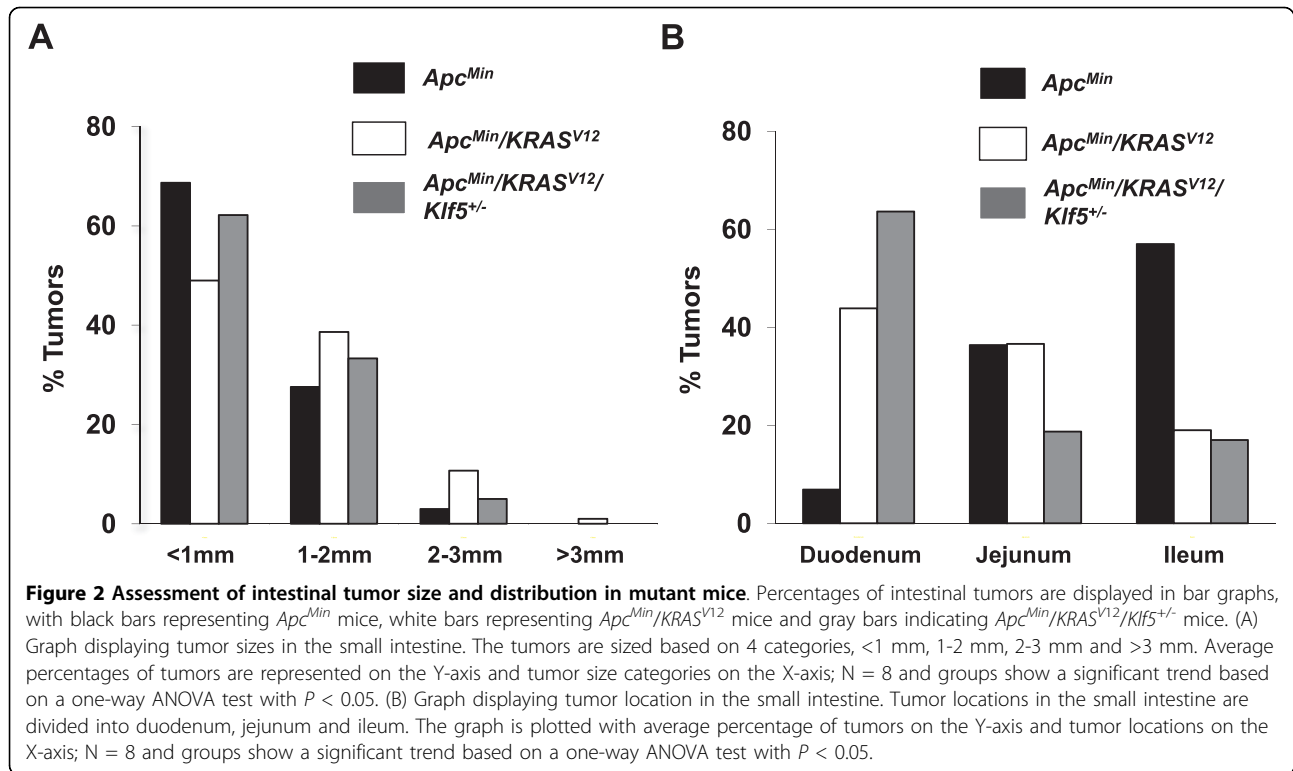 A
B
Apc^Min
Apc^Min/KRAS^V12
Apc^Min/KRAS^V12/
Klf5^+/-
80
60
40
20
0
% Tumors
<1mm 1-2mm 2-3mm >3mm
Apc^Min
Apc^Min/KRAS^V12
Apc^Min/KRAS^V12/
Klf5^+/-
80
60
40
20
0
% Tumors
Duodenum Jejunum Ileum
Figure 2 Assessment of intestinal tumor size and distribution in mutant mice. Percentages of intestinal tumors are displayed in bar graphs,
with black bars representing Apc^Min mice, white bars representing Apc^Min/KRAS^V12 mice and gray bars indicating Apc^Min/KRAS^V12/Klf5^+/- mice. (A)
Graph displaying tumor sizes in the small intestine. The tumors are sized based on 4 categories, <1 mm, 1-2 mm, 2-3 mm and >3 mm. Average
percentages of tumors are represented on the Y-axis and tumor size categories on the X-axis; N = 8 and groups show a significant trend based
on a one-way ANOVA test with P < 0.05. (B) Graph displaying tumor location in the small intestine. Tumor locations in the small intestine are
divided into duodenum, jejunum and ileum. The graph is plotted with average percentage of tumors on the Y-axis and tumor locations on the
X-axis; N = 8 and groups show a significant trend based on a one-way ANOVA test with P < 0.05.